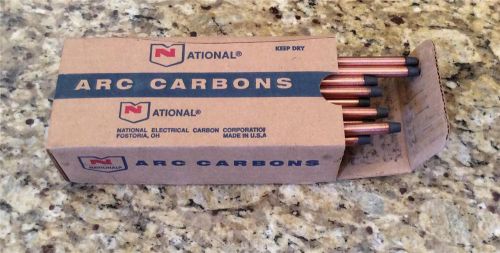 NATIONAL®
KEEP DRY
ARC CARBONS
NATIONAL®
NATIONAL ELECTRICAL CARBON CORPORATION
FOSTORIA, OH MADE IN U.S.A
N
NATIONAL®
ARC CARBONS